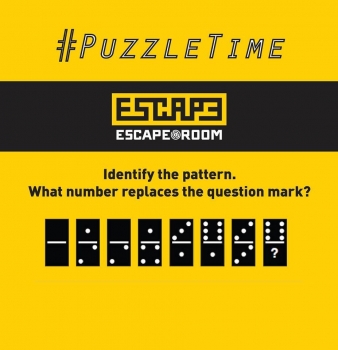 #PUZZLETIME
ESCAPE
ESCAPE ROOM
Identify the pattern.
What number replaces the question mark?
?